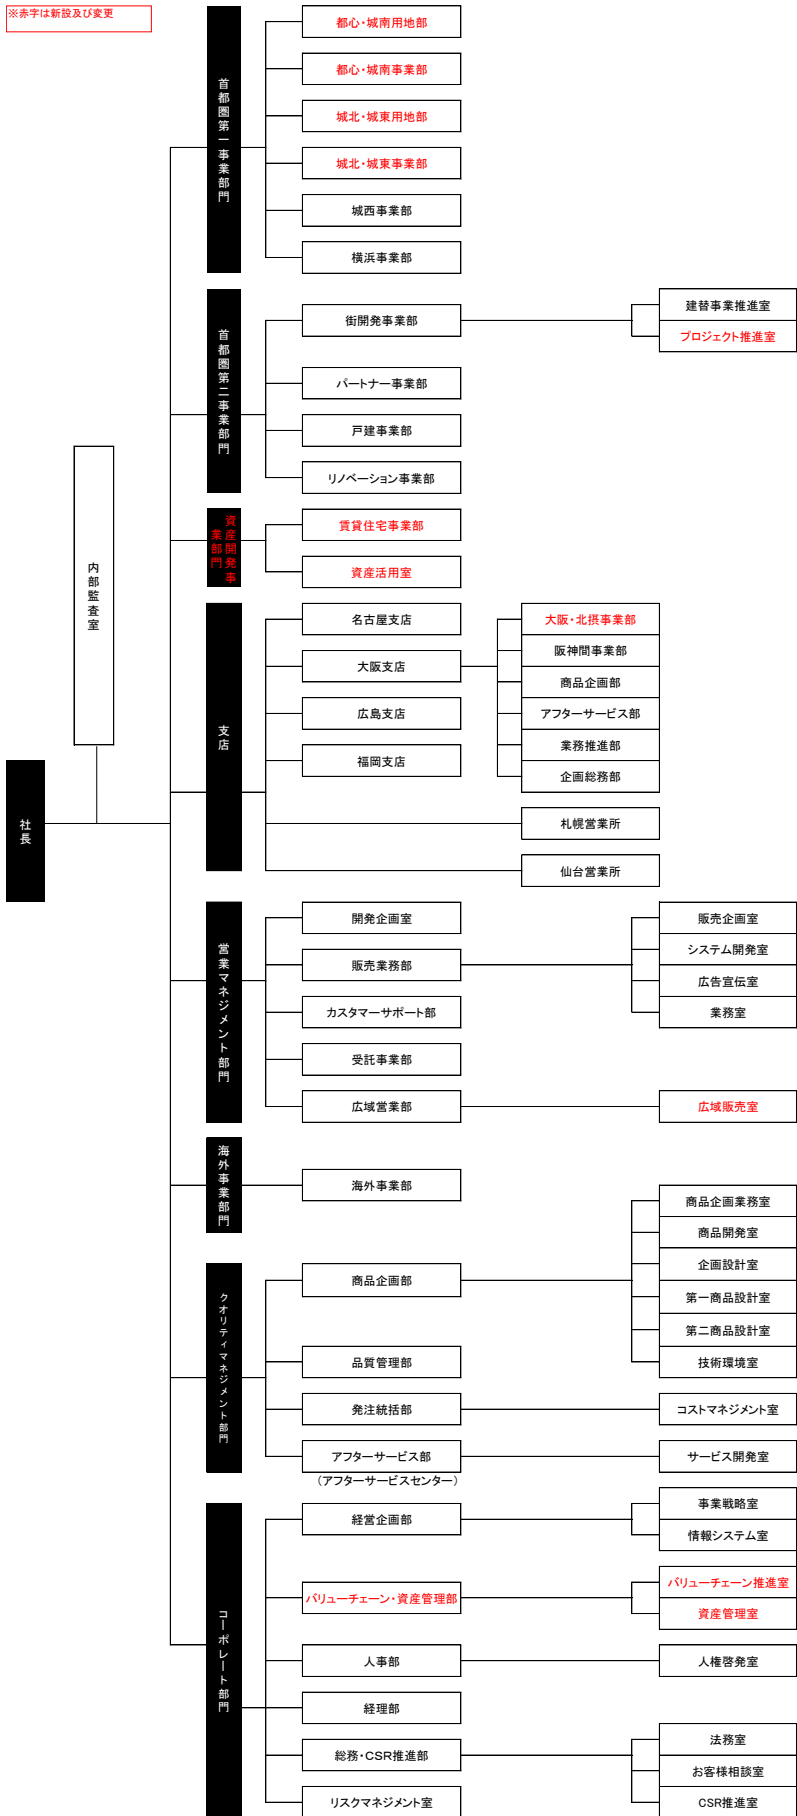 ※赤字は新設及び変更
社長
内部監査室
首都圏第一事業部門
都心・城南用地部
都心・城南事業部
城北・城東用地部
城北・城東事業部
城西事業部
横浜事業部
首都圏第二事業部門
街開発事業部
建替事業推進室
プロジェクト推進室
パートナー事業部
戸建事業部
リノベーション事業部
資産開発事
業部門
賃貸住宅事業部
資産活用室
支店
名古屋支店
大阪支店
大阪・北摂事業部
阪神間事業部
商品企画部
アフターサービス部
業務推進部
企画総務部
広島支店
福岡支店
札幌営業所
仙台営業所
営業マネジメント部門
開発企画室
販売業務部
販売企画室
システム開発室
広告宣伝室
業務室
カスタマーサポート部
受託事業部
広域営業部
広域販売室
海外事業部門
海外事業部
クオリティマネジメント部門
商品企画部
商品企画業務室
商品開発室
企画設計室
第一商品設計室
第二商品設計室
技術環境室
品質管理部
発注統括部
コストマネジメント室
アフターサービス部
（アフターサービスセンター）
サービス開発室
コーポレート部門
経営企画部
事業戦略室
情報システム室
バリューチェーン・資産管理部
バリューチェーン推進室
資産管理室
人事部
人権啓発室
経理部
総務・CSR推進部
法務室
お客様相談室
CSR推進室
リスクマネジメント室